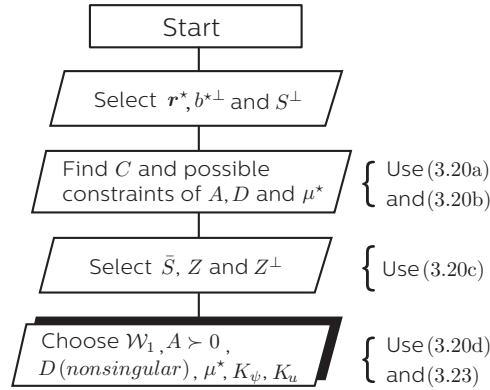 Start
Select r⋆, b⋆⊥ and S⊥
Find C and possible
constraints of A, D and μ⋆
{ Use (3.20a)
and (3.20b)
Select S̄, Z and Z⊥
{ Use (3.20c)
Choose 𝒲₁, A ≻ 0 ,
D (nonsingular), μ⋆, Kψ, Kᵤ
{ Use (3.20d)
and (3.23)